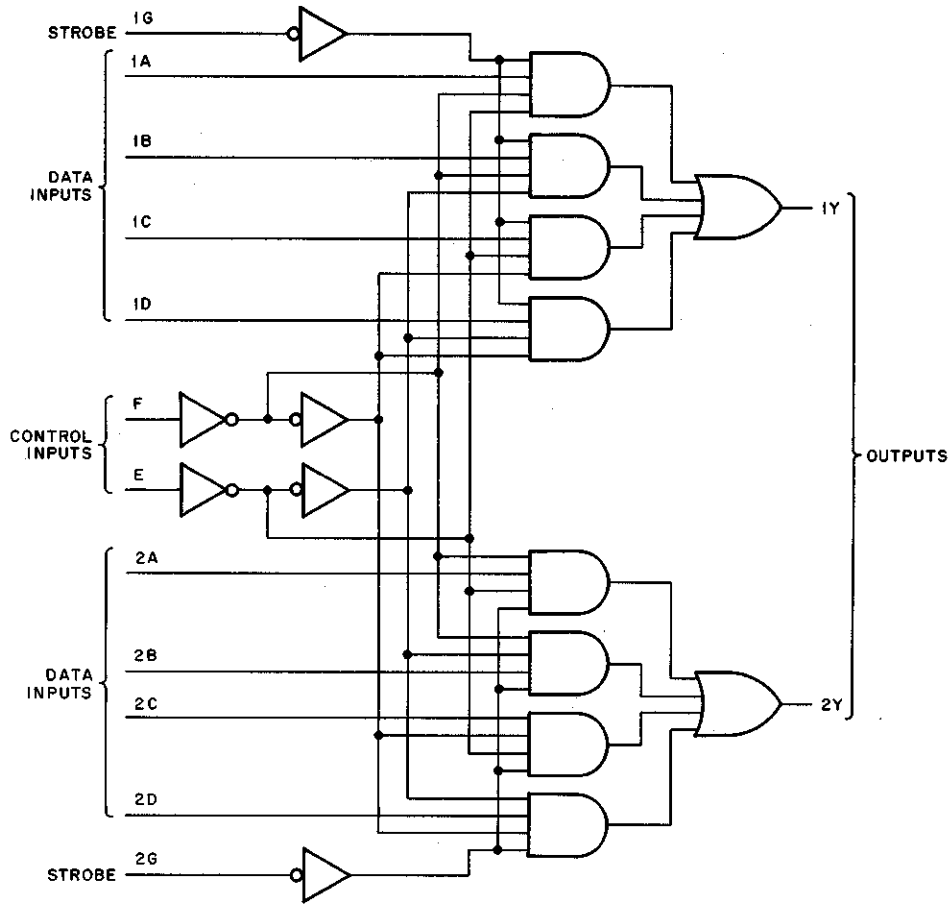 STROBE 1G
1A
1B
DATA
INPUTS
1C
1D
1Y
F
CONTROL
INPUTS
E
OUTPUTS
2A
2B
DATA
INPUTS
2C
2Y
2D
STROBE 2G